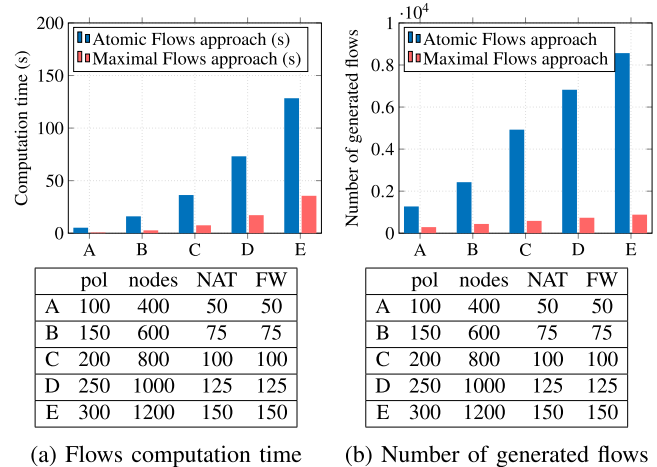 200
150
100
50
0
Computation time (s)
Atomic Flows approach (s)
Maximal Flows approach (s)
A B C D E
pol nodes NAT FW
A 100 400 50 50
B 150 600 75 75
C 200 800 100 100
D 250 1000 125 125
E 300 1200 150 150
(a) Flows computation time
·10⁴
1
0.8
0.6
0.4
0.2
0
Number of generated flows
Atomic Flows approach
Maximal Flows approach
A B C D E
pol nodes NAT FW
A 100 400 50 50
B 150 600 75 75
C 200 800 100 100
D 250 1000 125 125
E 300 1200 150 150
(b) Number of generated flows